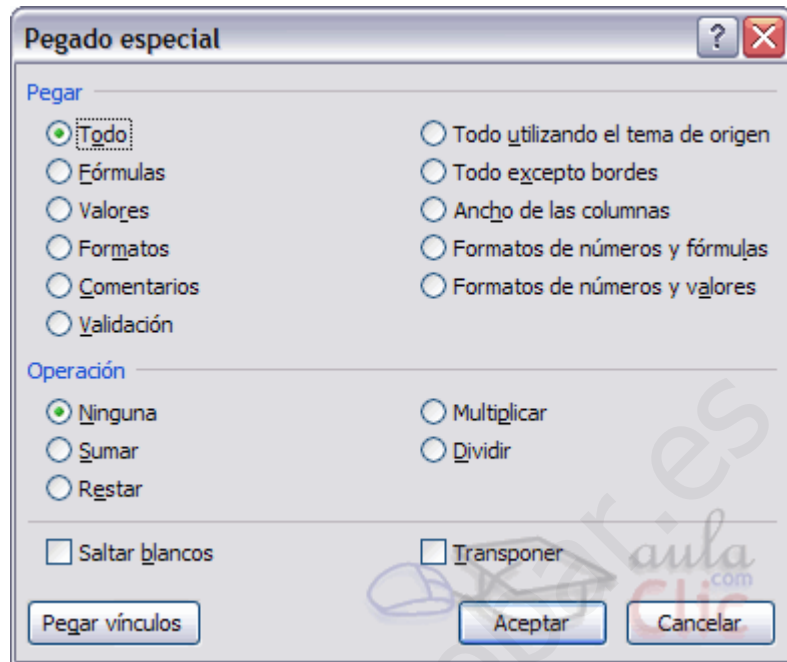 Pegado especial
Pegar
Todo
Todo utilizando el tema de origen
Fórmulas
Todo excepto bordes
Valores
Ancho de las columnas
Formatos
Formatos de números y fórmulas
Comentarios
Formatos de números y valores
Validación
Operación
Ninguna
Multiplicar
Sumar
Dividir
Restar
Saltar blancos
Transponer
aula
.com
Clic
Pegar vínculos
Aceptar
Cancelar